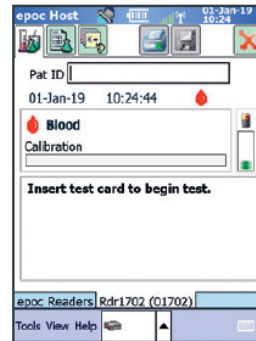 epoc Host 01-Jan-19
10:24
Pat ID
01-Jan-19 10:24:44
Blood
Calibration
Insert test card to begin test.
epoc Readers Rdr1702 (01702)
Tools View Help